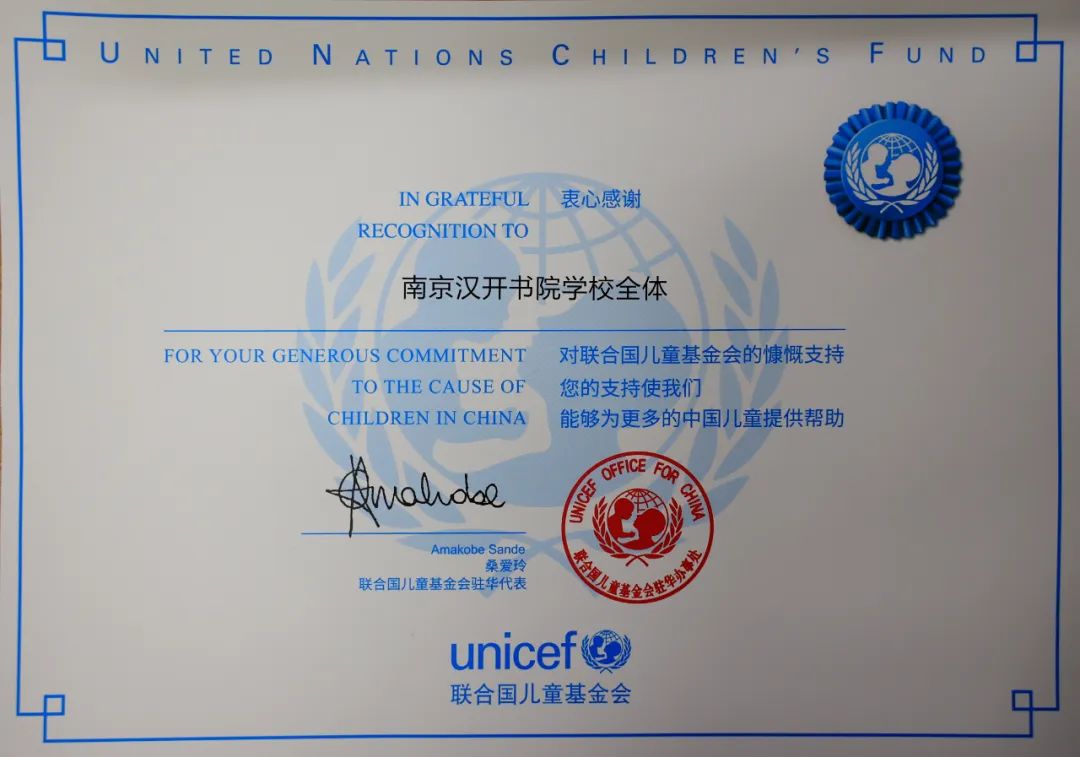 UNITED NATIONS CHILDREN'S FUND
IN GRATEFUL
RECOGNITION TO
衷心感谢
南京汉开书院学校全体
FOR YOUR GENEROUS COMMITMENT
TO THE CAUSE OF
CHILDREN IN CHINA
对联合国儿童基金会的慷慨支持
您的支持使我们
能够为更多的中国儿童提供帮助
Amakobe
UNICEF OFFICE FOR CHINA
联合国儿童基金会驻华办事处
Amakobe Sande
桑爱玲
联合国儿童基金会驻华代表
unicef
联合国儿童基金会